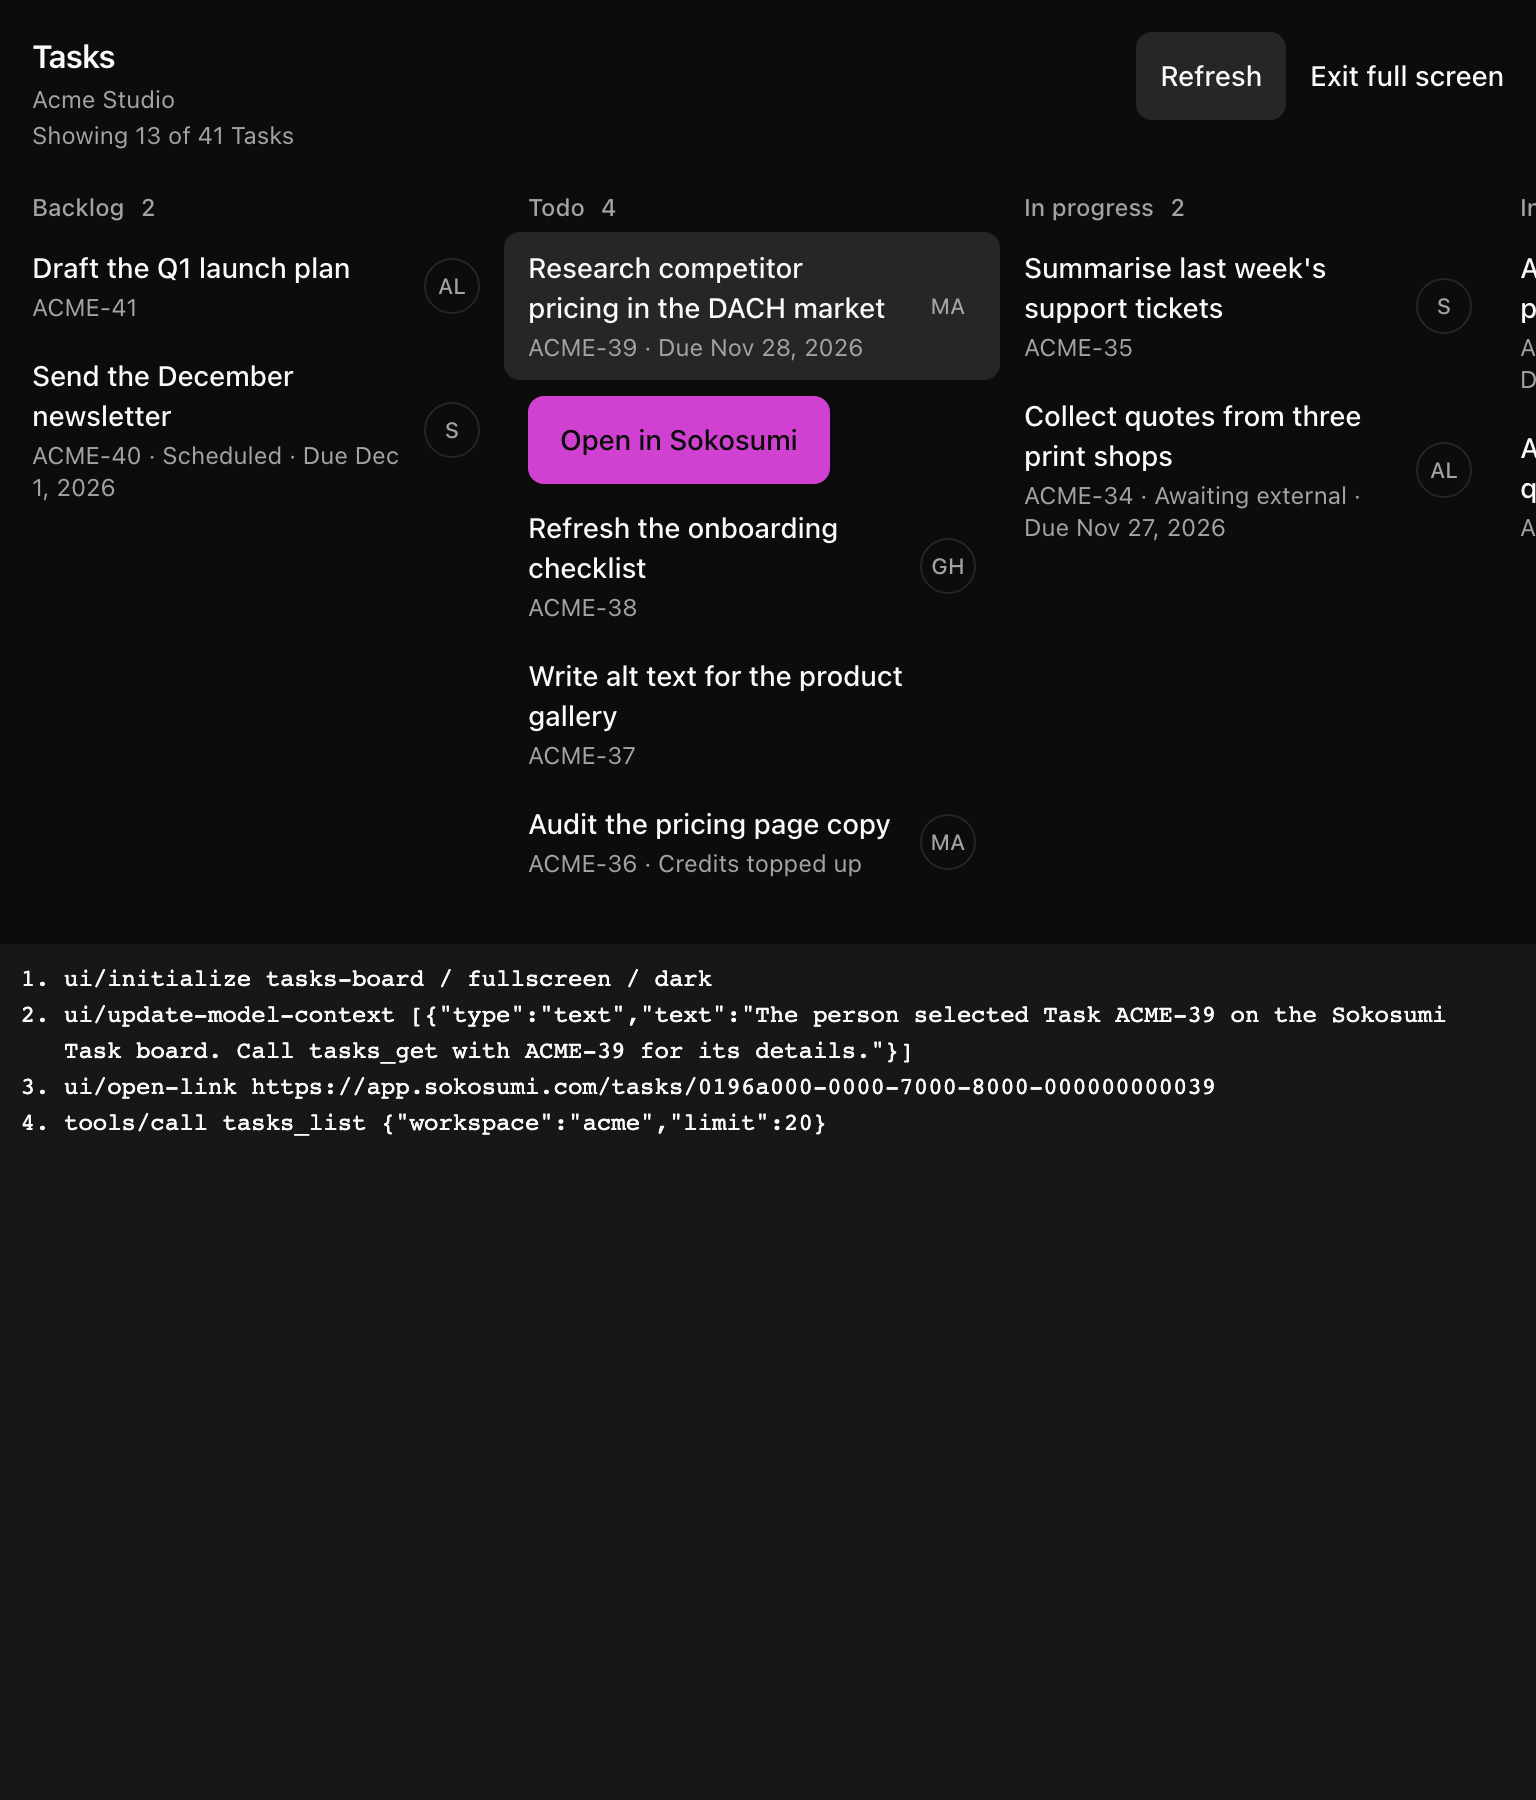 Tasks
Acme Studio
Showing 13 of 41 Tasks
Refresh
Exit full screen
Backlog 2
Draft the Q1 launch plan
ACME-41
AL
Send the December
newsletter
ACME-40 · Scheduled · Due Dec
1, 2026
S
Todo 4
Research competitor
pricing in the DACH market
ACME-39 · Due Nov 28, 2026
MA
Open in Sokosumi
Refresh the onboarding
checklist
ACME-38
GH
Write alt text for the product
gallery
ACME-37
Audit the pricing page copy
ACME-36 · Credits topped up
MA
In progress 2
Summarise last week's
support tickets
ACME-35
S
Collect quotes from three
print shops
ACME-34 · Awaiting external ·
Due Nov 27, 2026
AL
1. ui/initialize tasks-board / fullscreen / dark
2. ui/update-model-context [{"type":"text","text":"The person selected Task ACME-39 on the Sokosumi
Task board. Call tasks_get with ACME-39 for its details."}]
3. ui/open-link https://app.sokosumi.com/tasks/0196a000-0000-7000-8000-000000000039
4. tools/call tasks_list {"workspace":"acme","limit":20}